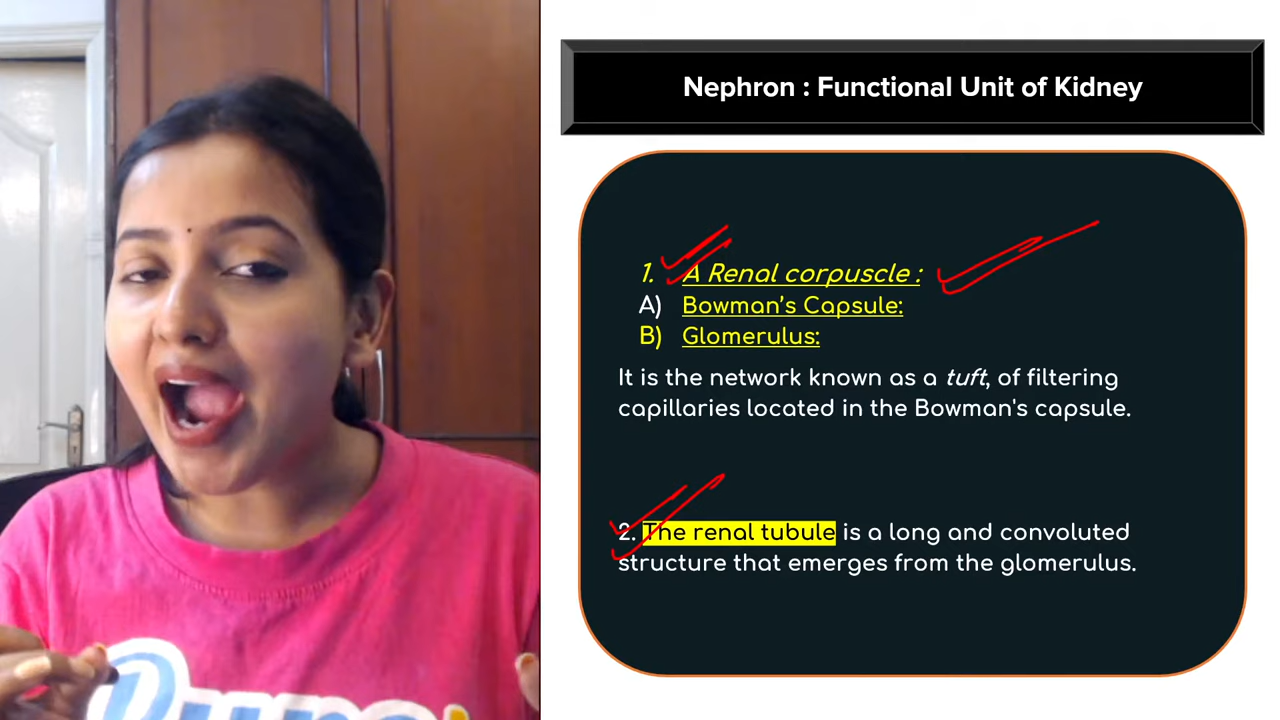 Nephron : Functional Unit of Kidney
1. A Renal corpuscle :
A) Bowman’s Capsule:
B) Glomerulus:
It is the network known as a tuft, of filtering
capillaries located in the Bowman's capsule.
2. The renal tubule is a long and convoluted
structure that emerges from the glomerulus.